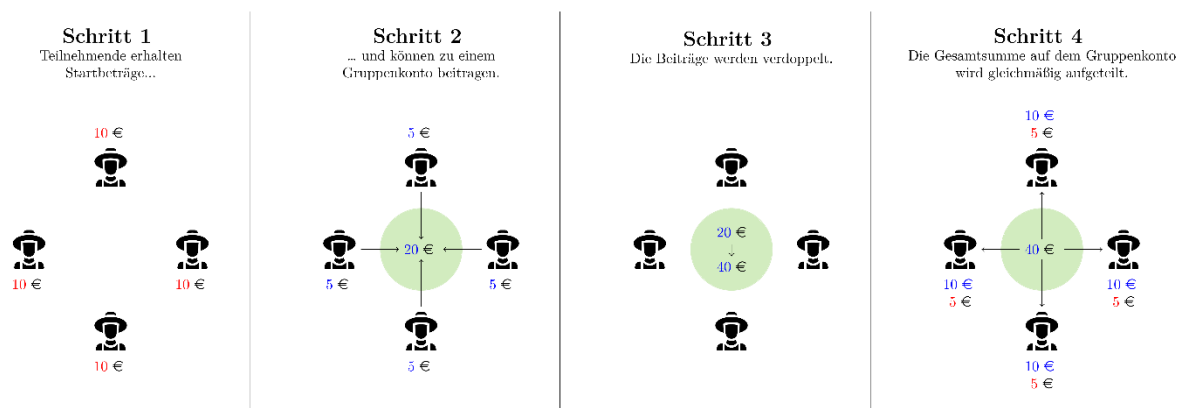 Schritt 1
Teilnehmende erhalten
Startbeträge...
10 €
10 €
10 €
10 €
Schritt 2
... und können zu einem
Gruppenkonto beitragen.
5 €
20 €
5 €
5 €
5 €
Schritt 3
Die Beiträge werden verdoppelt.
20 €
40 €
Schritt 4
Die Gesamtsumme auf dem Gruppenkonto
wird gleichmäßig aufgeteilt.
10 €
5 €
40 €
10 €
5 €
10 €
5 €
10 €
5 €